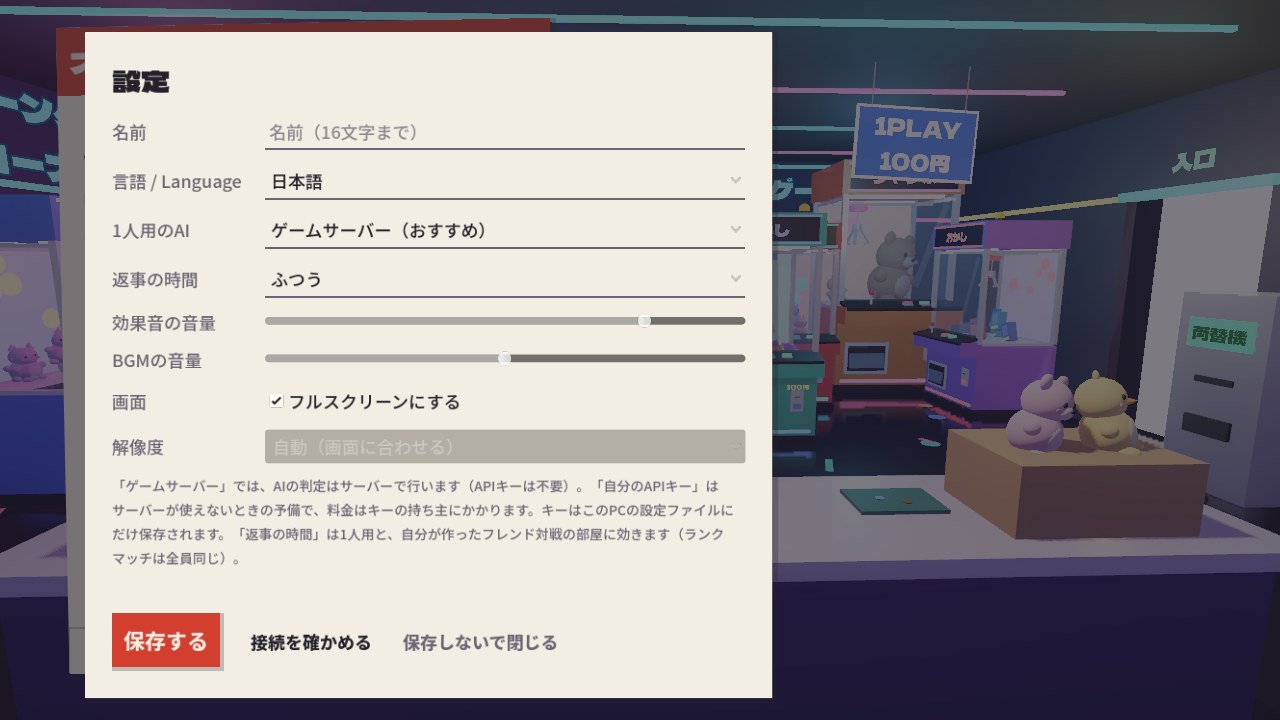 設定
名前
名前（16文字まで）
言語 / Language
日本語
1人用のAI
ゲームサーバー（おすすめ）
返事の時間
ふつう
効果音の音量
BGMの音量
画面
フルスクリーンにする
解像度
自動（画面に合わせる）
「ゲームサーバー」では、AIの判定はサーバーで行います（APIキーは不要）。「自分のAPIキー」は
サーバーが使えないときの予備で、料金はキーの持ち主にかかります。キーはこのPCの設定ファイルに
だけ保存されます。「返事の時間」は1人用と、自分が作ったフレンド対戦の部屋に効きます（ランク
マッチは全員同じ）。
保存する
接続を確かめる
保存しないで閉じる
1PLAY
100円
入口
両替機
100円